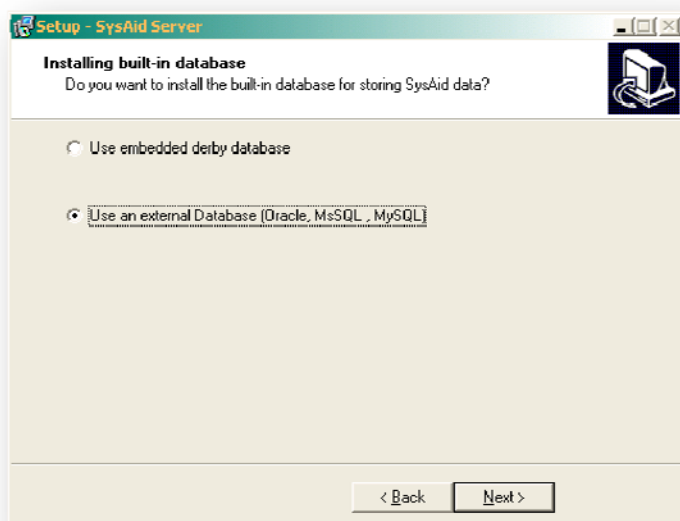 Setup - SysAid Server
Installing built-in database
Do you want to install the built-in database for storing SysAid data?
Use embedded derby database
Use an external Database (Oracle, MsSQL , MySQL)
< Back
Next >